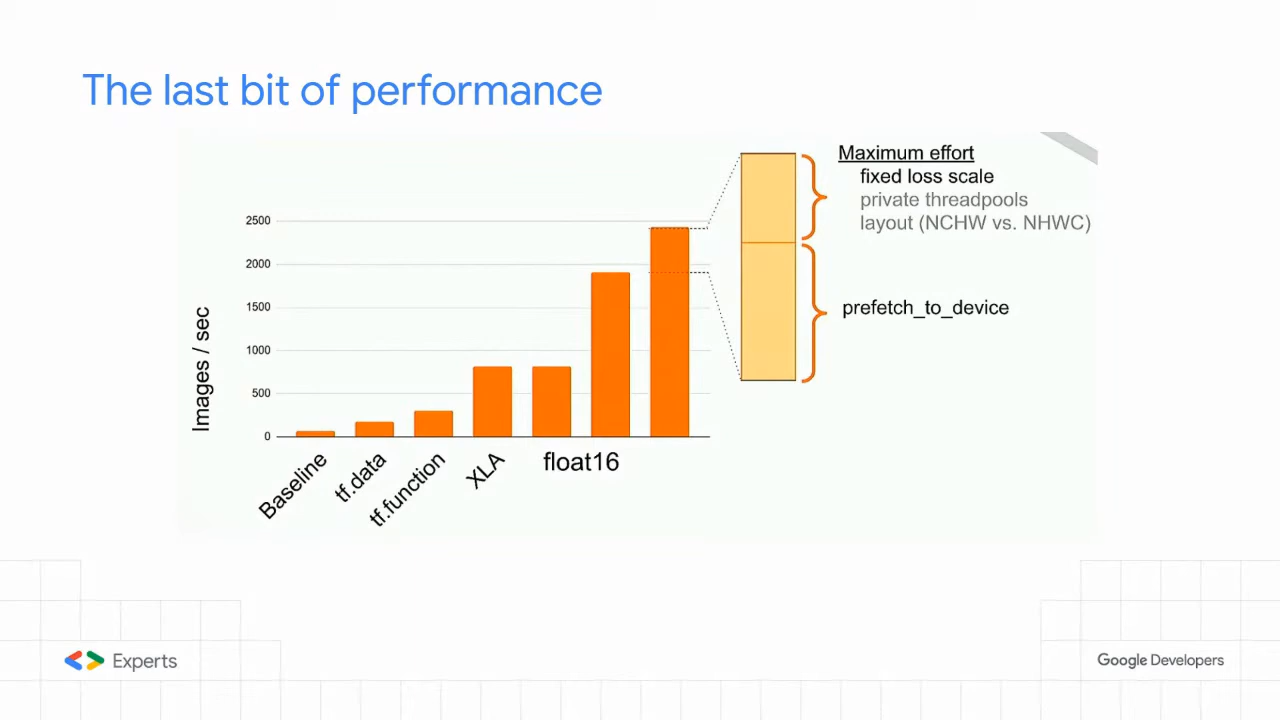 The last bit of performance
Maximum effort
fixed loss scale
private threadpools
layout (NCHW vs. NHWC)
prefetch_to_device
Images / sec
2500
2000
1500
1000
500
0
Baseline
tf.data
tf.function
XLA
float16
Experts
Google Developers